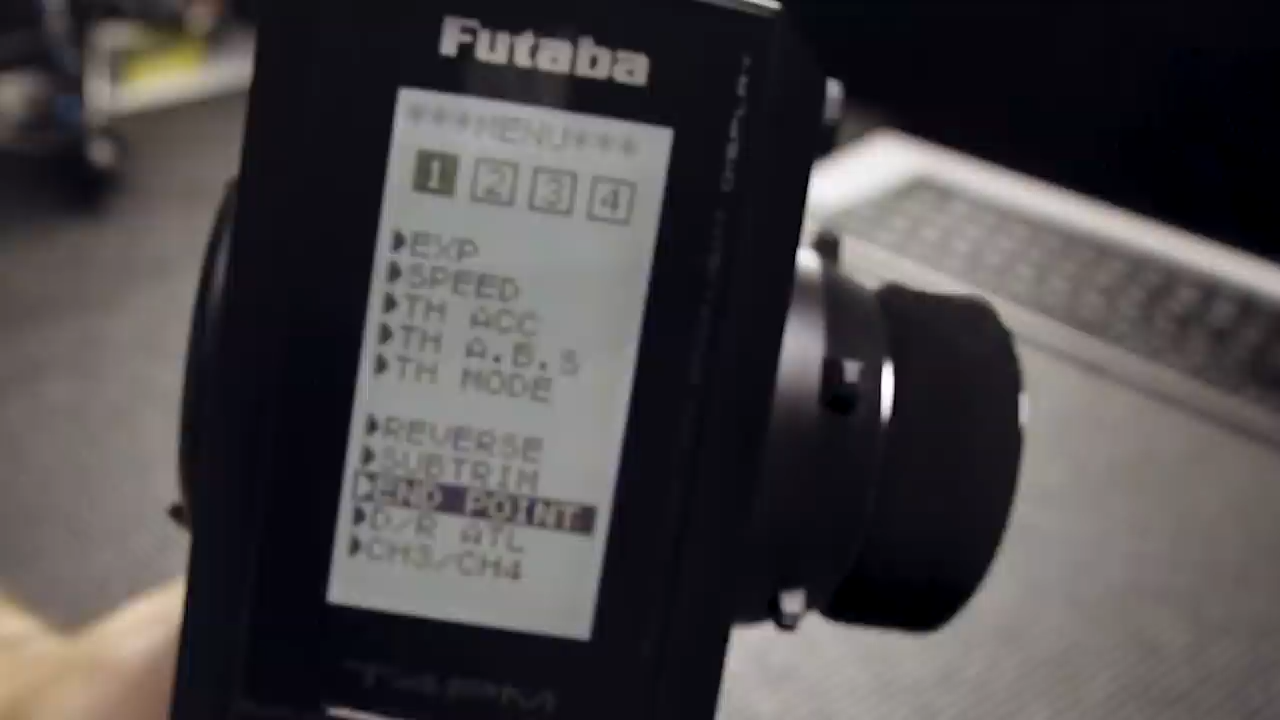 Futaba
***MENU***
1 2 3 4
EXP
SPEED
TH ACC
TH A.B.S
TH MODE
REVERSE
SUBTRIM
END POINT
D/R ATL
CH3/CH4
T4PM